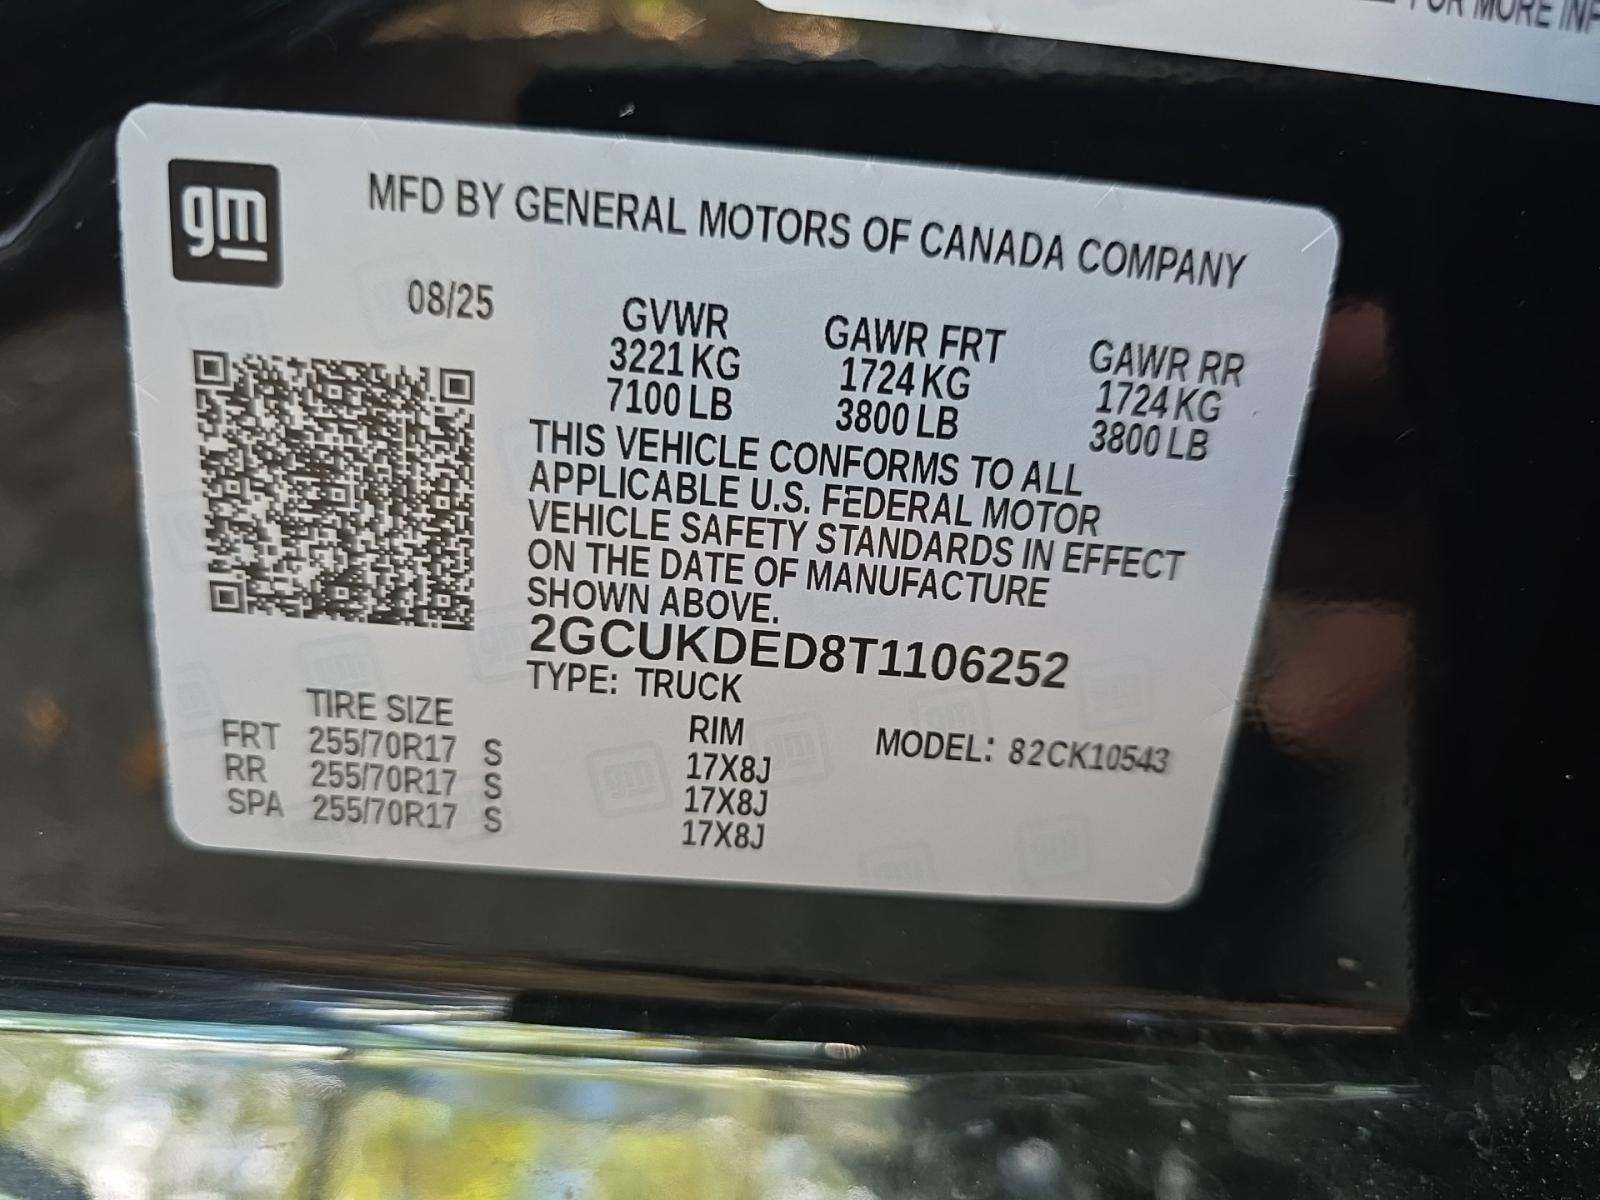 FOR MORE INF
gm
MFD BY GENERAL MOTORS OF CANADA COMPANY
08/25
GVWR GAWR FRT GAWR RR
3221 KG 1724 KG 1724 KG
7100 LB 3800 LB 3800 LB
THIS VEHICLE CONFORMS TO ALL
APPLICABLE U.S. FEDERAL MOTOR
VEHICLE SAFETY STANDARDS IN EFFECT
ON THE DATE OF MANUFACTURE
SHOWN ABOVE.
2GCUKDED8T1106252
TYPE: TRUCK
TIRE SIZE RIM MODEL: 82CK10543
FRT 255/70R17 S 17X8J
RR 255/70R17 S 17X8J
SPA 255/70R17 S 17X8J